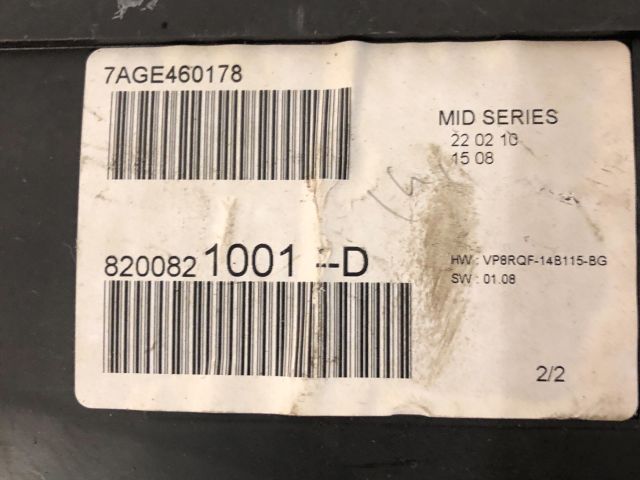 7AGE460178
MID SERIES
22 02 10
15 08
8200821001 --D
HW : VP8RQF-14B115-BG
SW : 01.08
2/2